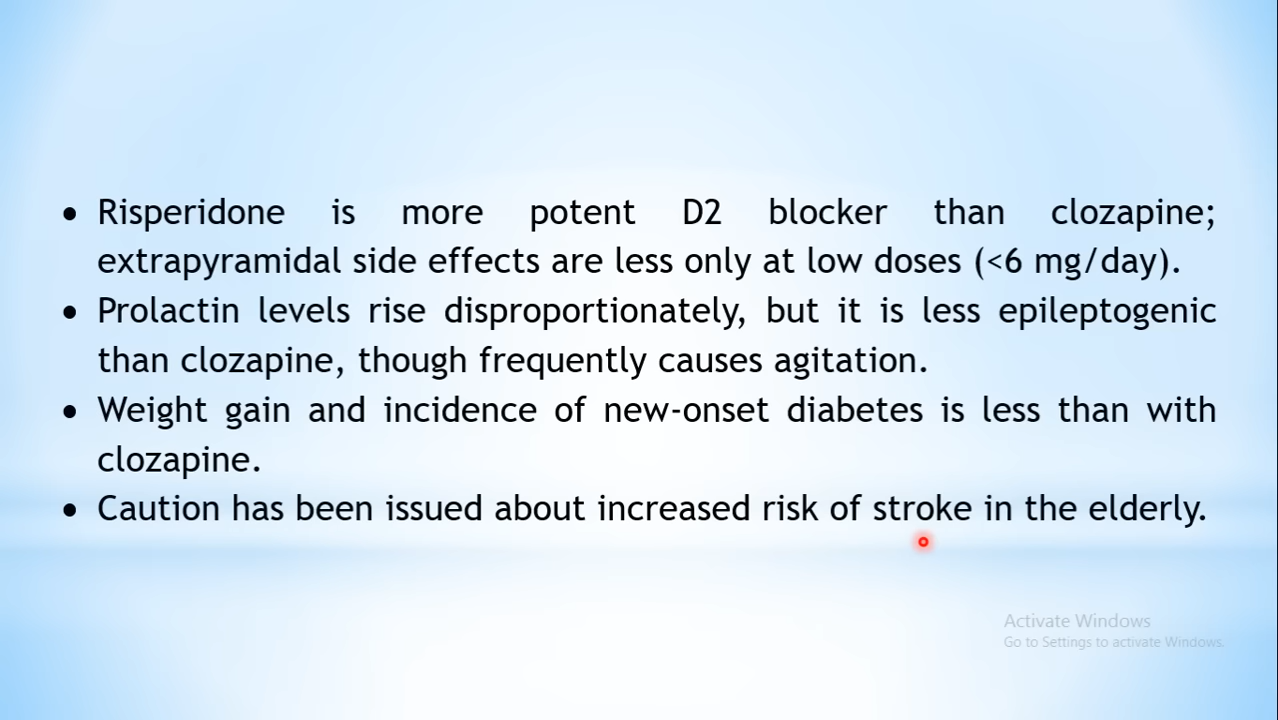 • Risperidone is more potent D2 blocker than clozapine;
extrapyramidal side effects are less only at low doses (<6 mg/day).
• Prolactin levels rise disproportionately, but it is less epileptogenic
than clozapine, though frequently causes agitation.
• Weight gain and incidence of new-onset diabetes is less than with
clozapine.
• Caution has been issued about increased risk of stroke in the elderly.
Activate Windows
Go to Settings to activate Windows.